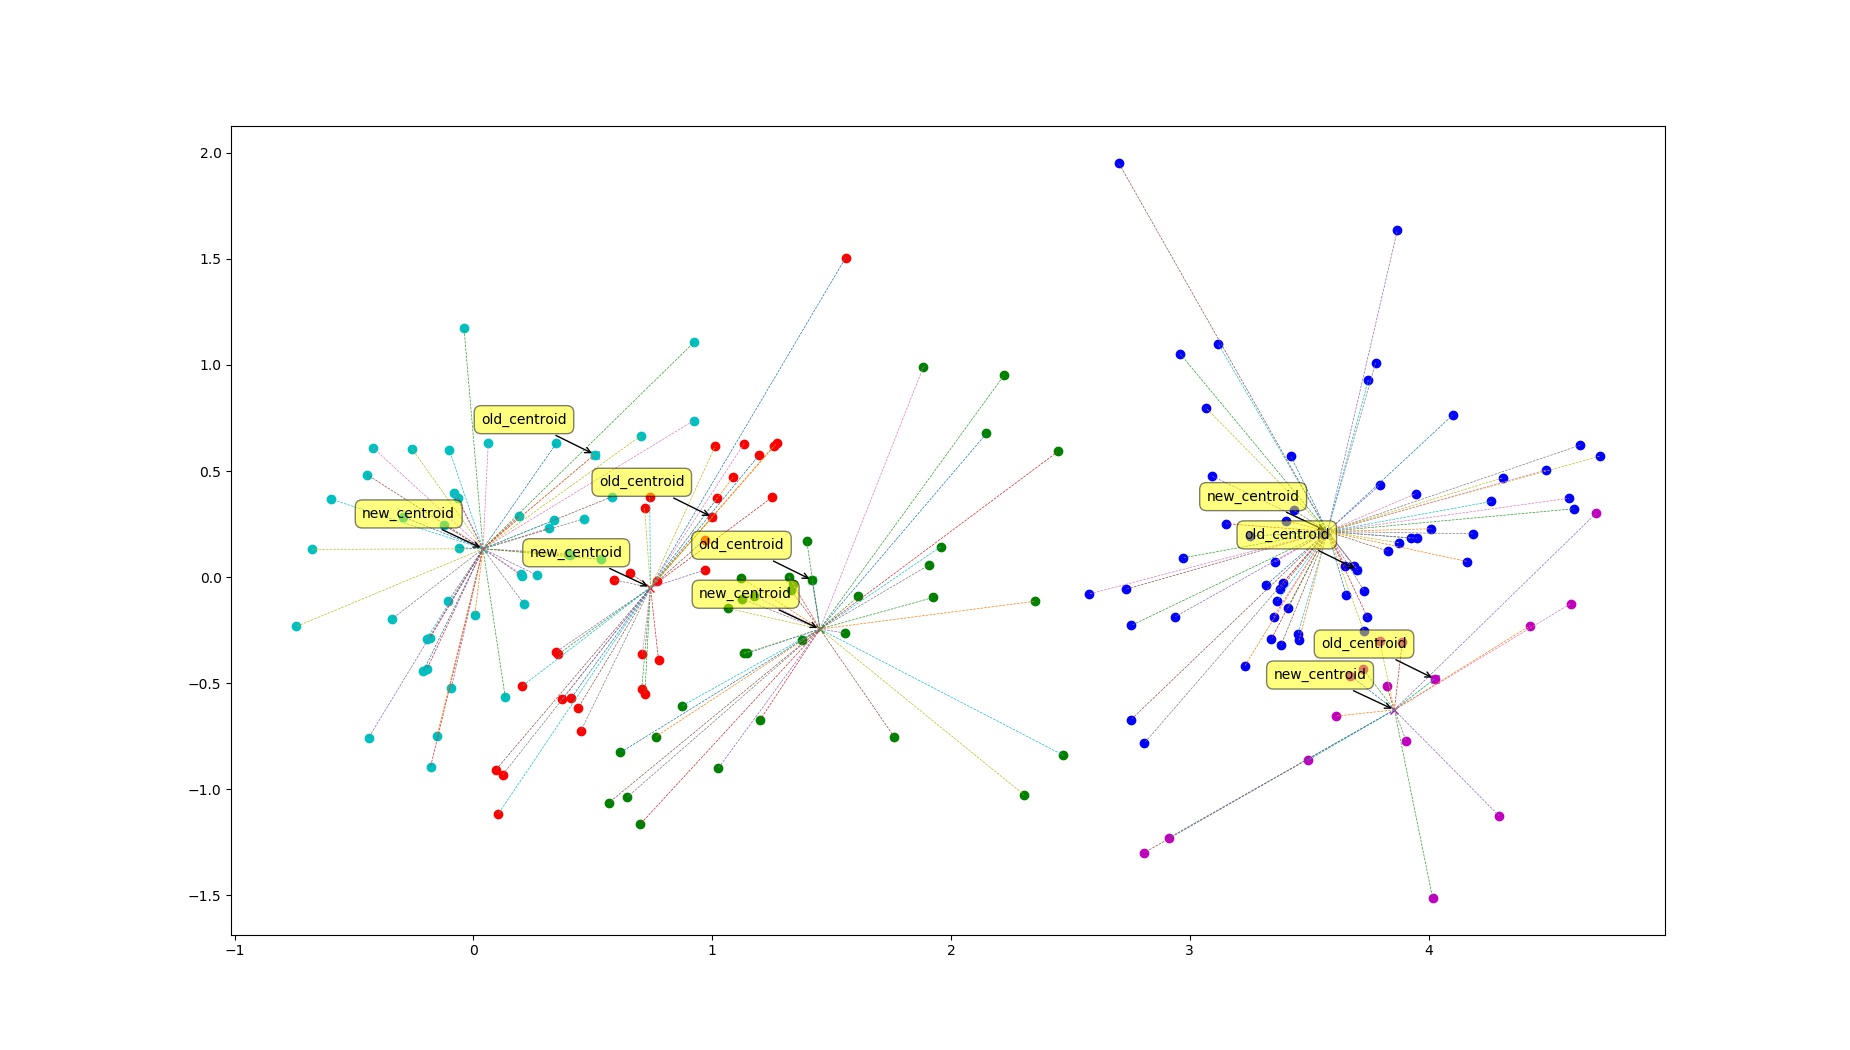 2.0
1.5
1.0
0.5
0.0
−0.5
−1.0
−1.5
old_centroid
old_centroid
new_centroid
new_centroid
new_centroid
old_centroid
old_centroid
new_centroid
new_centroid
old_centroid
−1
0
1
2
3
4